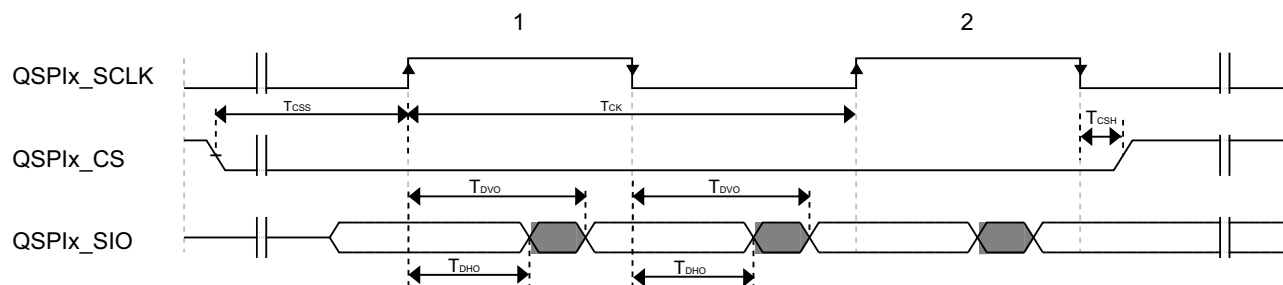 1 2
QSPIx_SCLK
TCSS TCK TCSH
QSPIx_CS
TDVO TDVO
QSPIx_SIO
TDHO TDHO